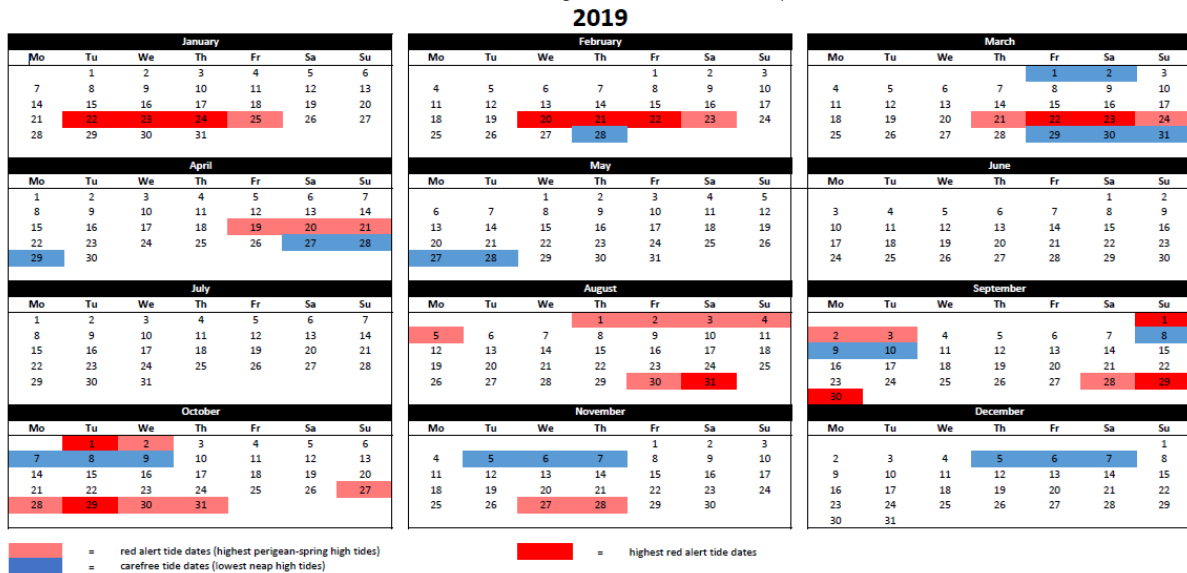 2019
January February March
Mo Tu We Th Fr Sa Su Mo Tu We Th Fr Sa Su Mo Tu We Th Fr Sa Su
1 2 3 4 5 6 1 2 3 1 2 3
7 8 9 10 11 12 13 4 5 6 7 8 9 10 4 5 6 7 8 9 10
14 15 16 17 18 19 20 11 12 13 14 15 16 17 11 12 13 14 15 16 17
21 22 23 24 25 26 27 18 19 20 21 22 23 24 18 19 20 21 22 23 24
28 29 30 31 25 26 27 28 25 26 27 28 29 30 31
April May June
Mo Tu We Th Fr Sa Su Mo Tu We Th Fr Sa Su Mo Tu We Th Fr Sa Su
1 2 3 4 5 6 7 1 2 3 4 5 1 2
8 9 10 11 12 13 14 6 7 8 9 10 11 12 3 4 5 6 7 8 9
15 16 17 18 19 20 21 13 14 15 16 17 18 19 10 11 12 13 14 15 16
22 23 24 25 26 27 28 20 21 22 23 24 25 26 17 18 19 20 21 22 23
29 30 27 28 29 30 31 24 25 26 27 28 29 30
July August September
Mo Tu We Th Fr Sa Su Mo Tu We Th Fr Sa Su Mo Tu We Th Fr Sa Su
1 2 3 4 5 6 7 1 2 3 4 1
8 9 10 11 12 13 14 5 6 7 8 9 10 11 2 3 4 5 6 7 8
15 16 17 18 19 20 21 12 13 14 15 16 17 18 9 10 11 12 13 14 15
22 23 24 25 26 27 28 19 20 21 22 23 24 25 16 17 18 19 20 21 22
29 30 31 26 27 28 29 30 31 23 24 25 26 27 28 29
30
October November December
Mo Tu We Th Fr Sa Su Mo Tu We Th Fr Sa Su Mo Tu We Th Fr Sa Su
1 2 3 4 5 6 1 2 3 1
7 8 9 10 11 12 13 4 5 6 7 8 9 10 2 3 4 5 6 7 8
14 15 16 17 18 19 20 11 12 13 14 15 16 17 9 10 11 12 13 14 15
21 22 23 24 25 26 27 18 19 20 21 22 23 24 16 17 18 19 20 21 22
28 29 30 31 25 26 27 28 29 30 23 24 25 26 27 28 29
30 31
= red alert tide dates (highest perigean-spring high tides) = highest red alert tide dates
= carefree tide dates (lowest neap high tides)